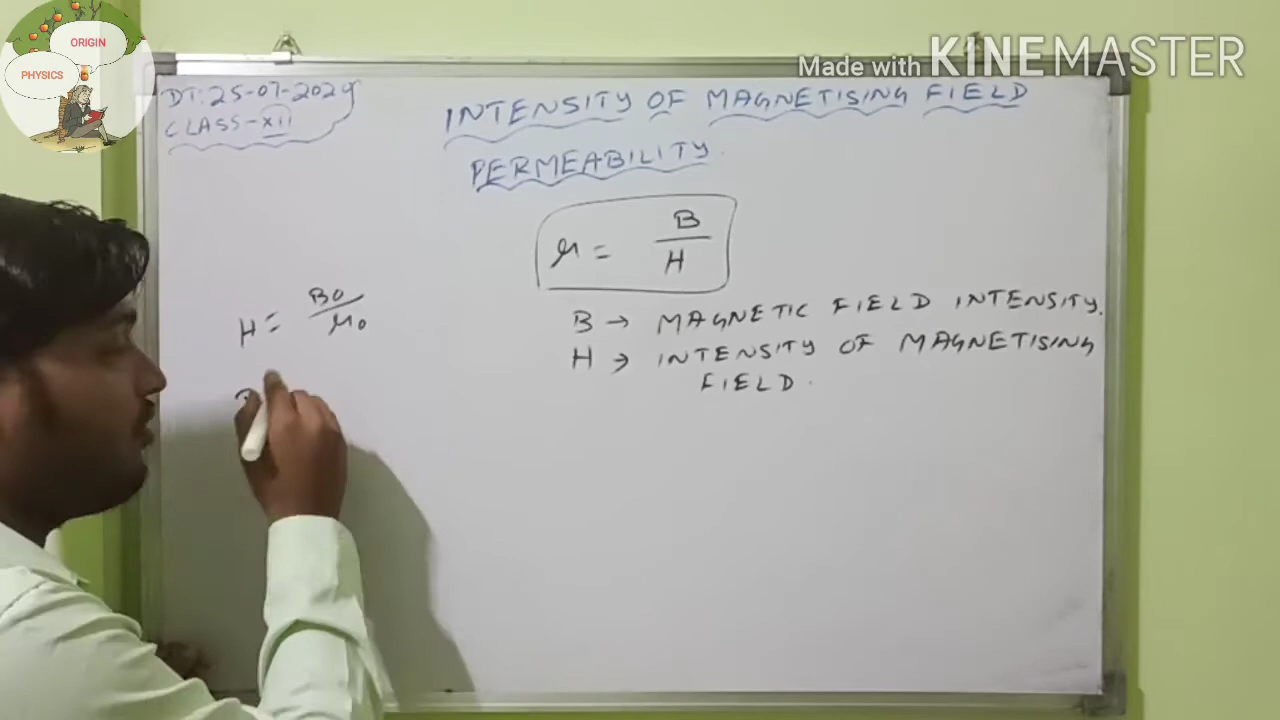 ORIGIN
PHYSICS
Made with KINEMASTER
DT:25-07-2020
CLASS-XII
INTENSITY OF MAGNETISING FIELD
PERMEABILITY.
μ = B/H
B → MAGNETIC FIELD INTENSITY.
H → INTENSITY OF MAGNETISING
FIELD.
H = B0/μ0